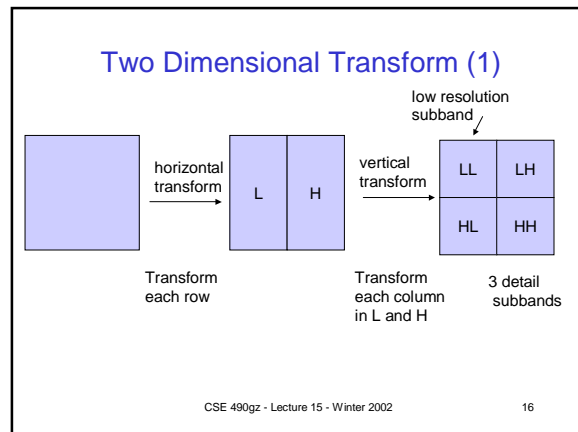 Two Dimensional Transform (1)
low resolution
subband
horizontal
transform
L
H
vertical
transform
LL
LH
HL
HH
Transform
each row
Transform
each column
in L and H
3 detail
subbands
CSE 490gz - Lecture 15 - Winter 2002
16